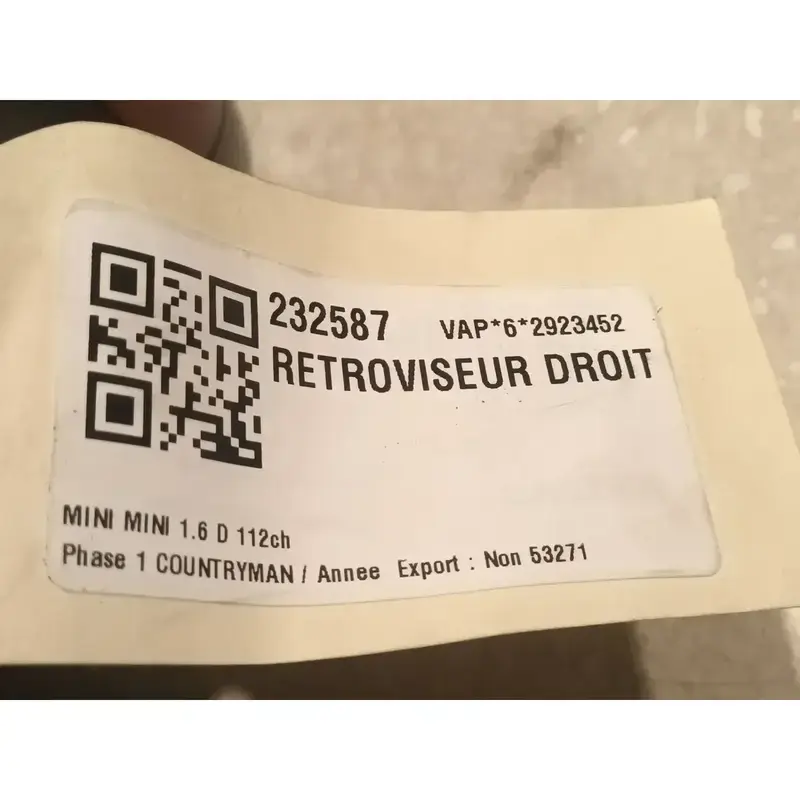 232587 VAP*6*2923452
RETROVISEUR DROIT
MINI MINI 1.6 D 112ch
Phase 1 COUNTRYMAN / Annee Export : Non 53271